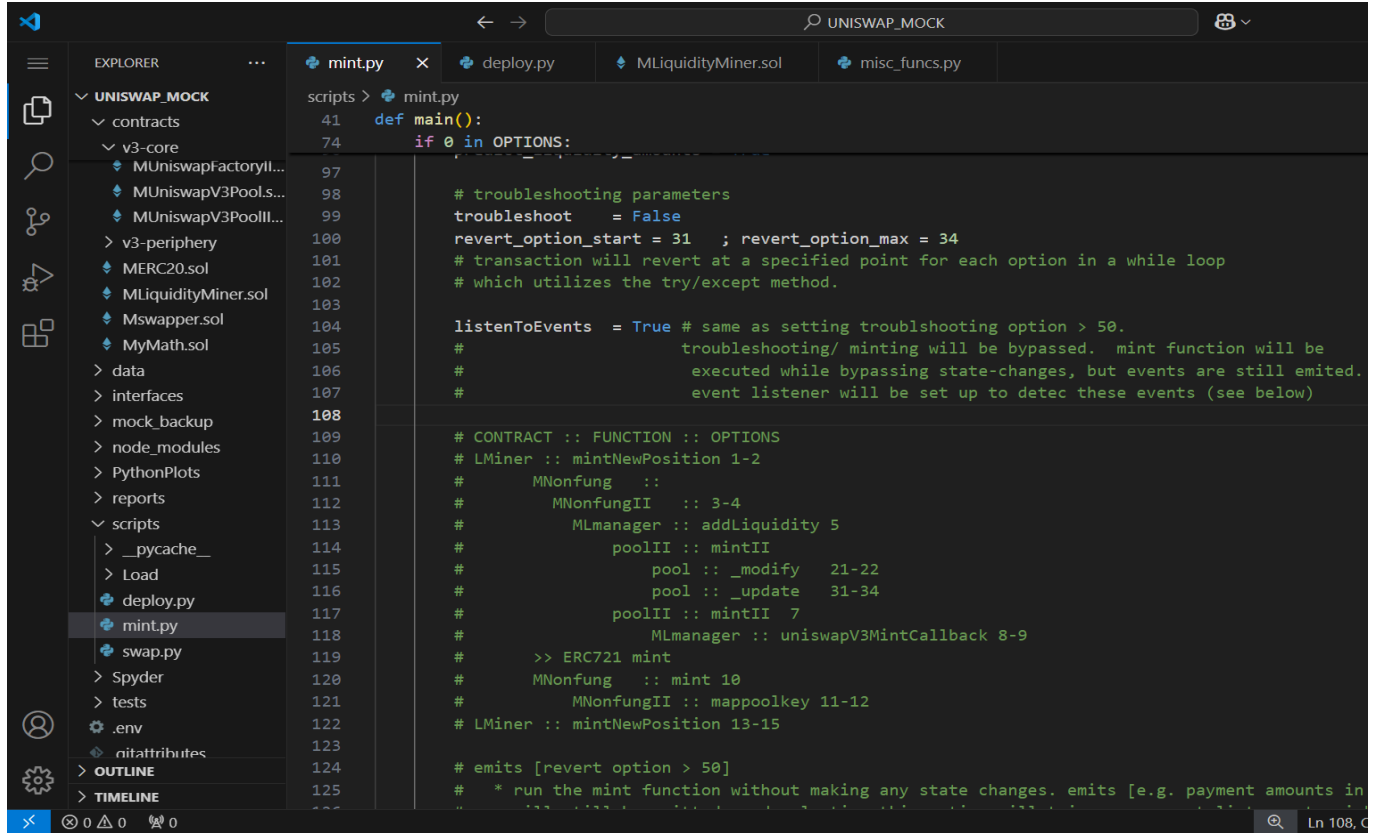 UNISWAP_MOCK
EXPLORER ...
mint.py
deploy.py
MLiquidityMiner.sol
misc_funcs.py
UNISWAP_MOCK
contracts
v3-core
MUniswapFactoryII...
MUniswapV3Pool.s...
MUniswapV3PoolII...
v3-periphery
MERC20.sol
MLiquidityMiner.sol
Mswapper.sol
MyMath.sol
data
interfaces
mock_backup
node_modules
PythonPlots
reports
scripts
__pycache__
Load
deploy.py
mint.py
swap.py
Spyder
tests
.env
.gitattributes
OUTLINE
TIMELINE
scripts > mint.py
41 def main():
74 if 0 in OPTIONS:
97
98 # troubleshooting parameters
99 troubleshoot = False
100 revert_option_start = 31 ; revert_option_max = 34
101 # transaction will revert at a specified point for each option in a while loop
102 # which utilizes the try/except method.
103
104 listenToEvents = True # same as setting troublshooting option > 50.
105 # troubleshooting/ minting will be bypassed. mint function will be
106 # executed while bypassing state-changes, but events are still emited.
107 # event listener will be set up to detec these events (see below)
108
109 # CONTRACT :: FUNCTION :: OPTIONS
110 # LMiner :: mintNewPosition 1-2
111 # MNonfung ::
112 # MNonfungII :: 3-4
113 # MLmanager :: addLiquidity 5
114 # poolII :: mintII
115 # pool :: _modify 21-22
116 # pool :: _update 31-34
117 # poolII :: mintII 7
118 # MLmanager :: uniswapV3MintCallback 8-9
119 # >> ERC721 mint
120 # MNonfung :: mint 10
121 # MNonfungII :: mappoolkey 11-12
122 # LMiner :: mintNewPosition 13-15
123
124 # emits [revert option > 50]
125 # * run the mint function without making any state changes. emits [e.g. payment amounts in
0 0 0
Ln 108,